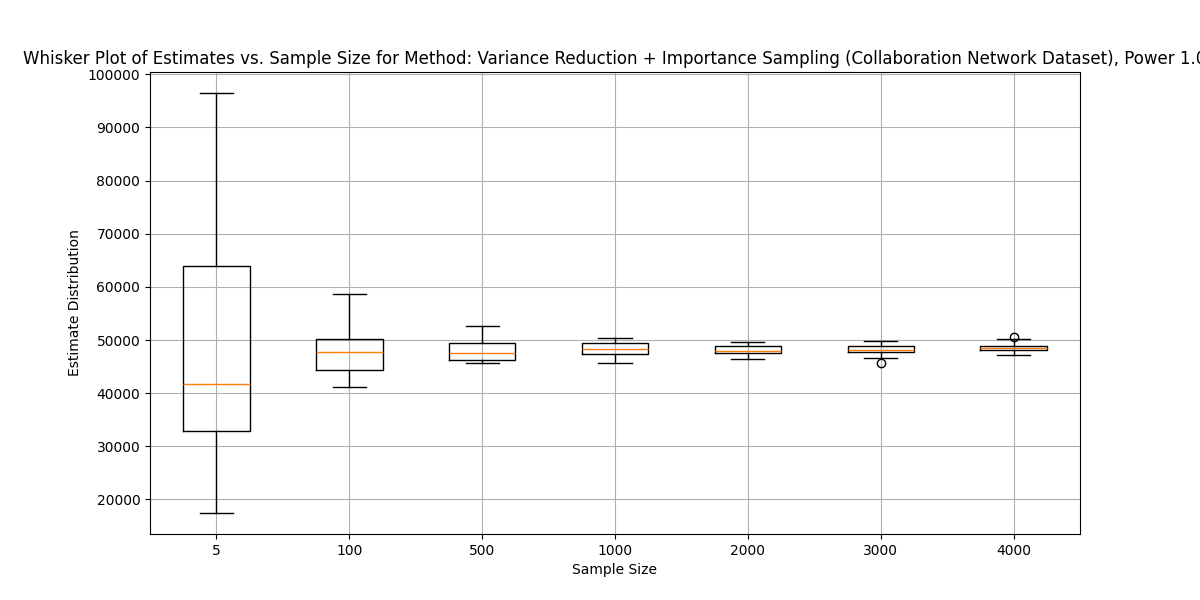 Whisker Plot of Estimates vs. Sample Size for Method: Variance Reduction + Importance Sampling (Collaboration Network Dataset), Power 1.0
100000
90000
80000
70000
60000
50000
40000
30000
20000
Estimate Distribution
5 100 500 1000 2000 3000 4000
Sample Size